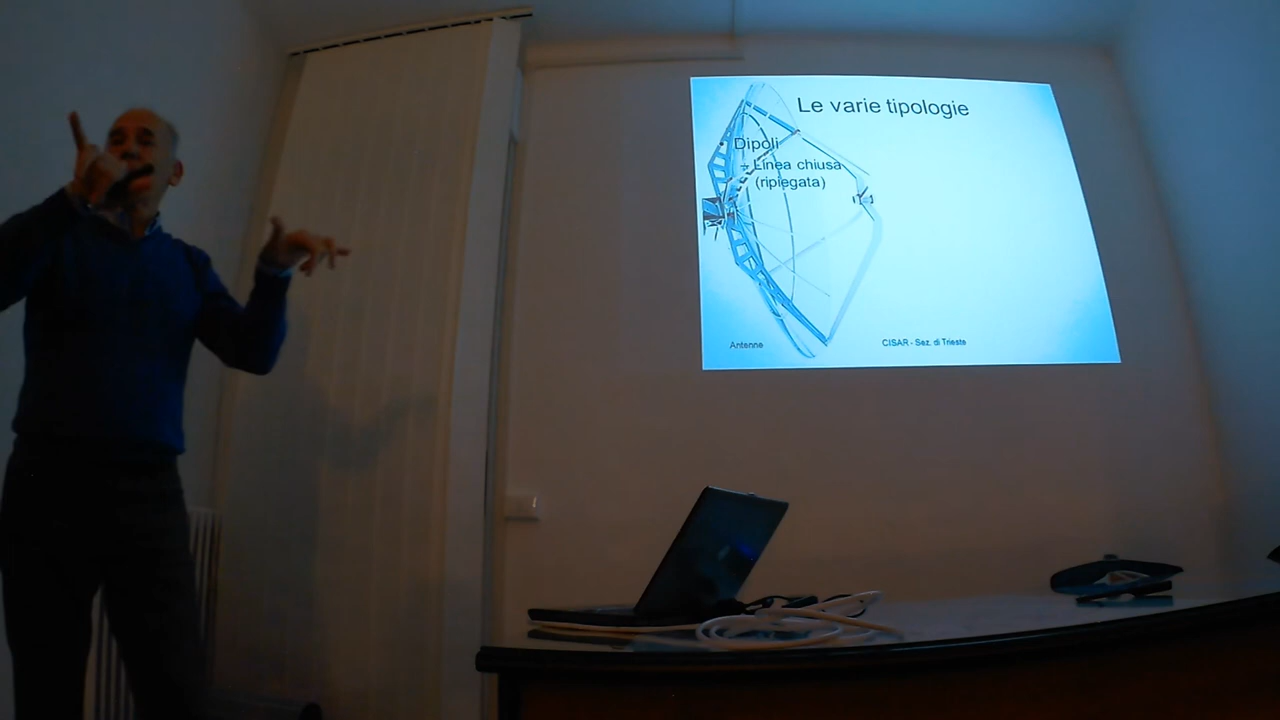 Le varie tipologie
• Dipoli
– Linea chiusa
(ripiegata)
Antenne
CISAR - Sez. di Trieste